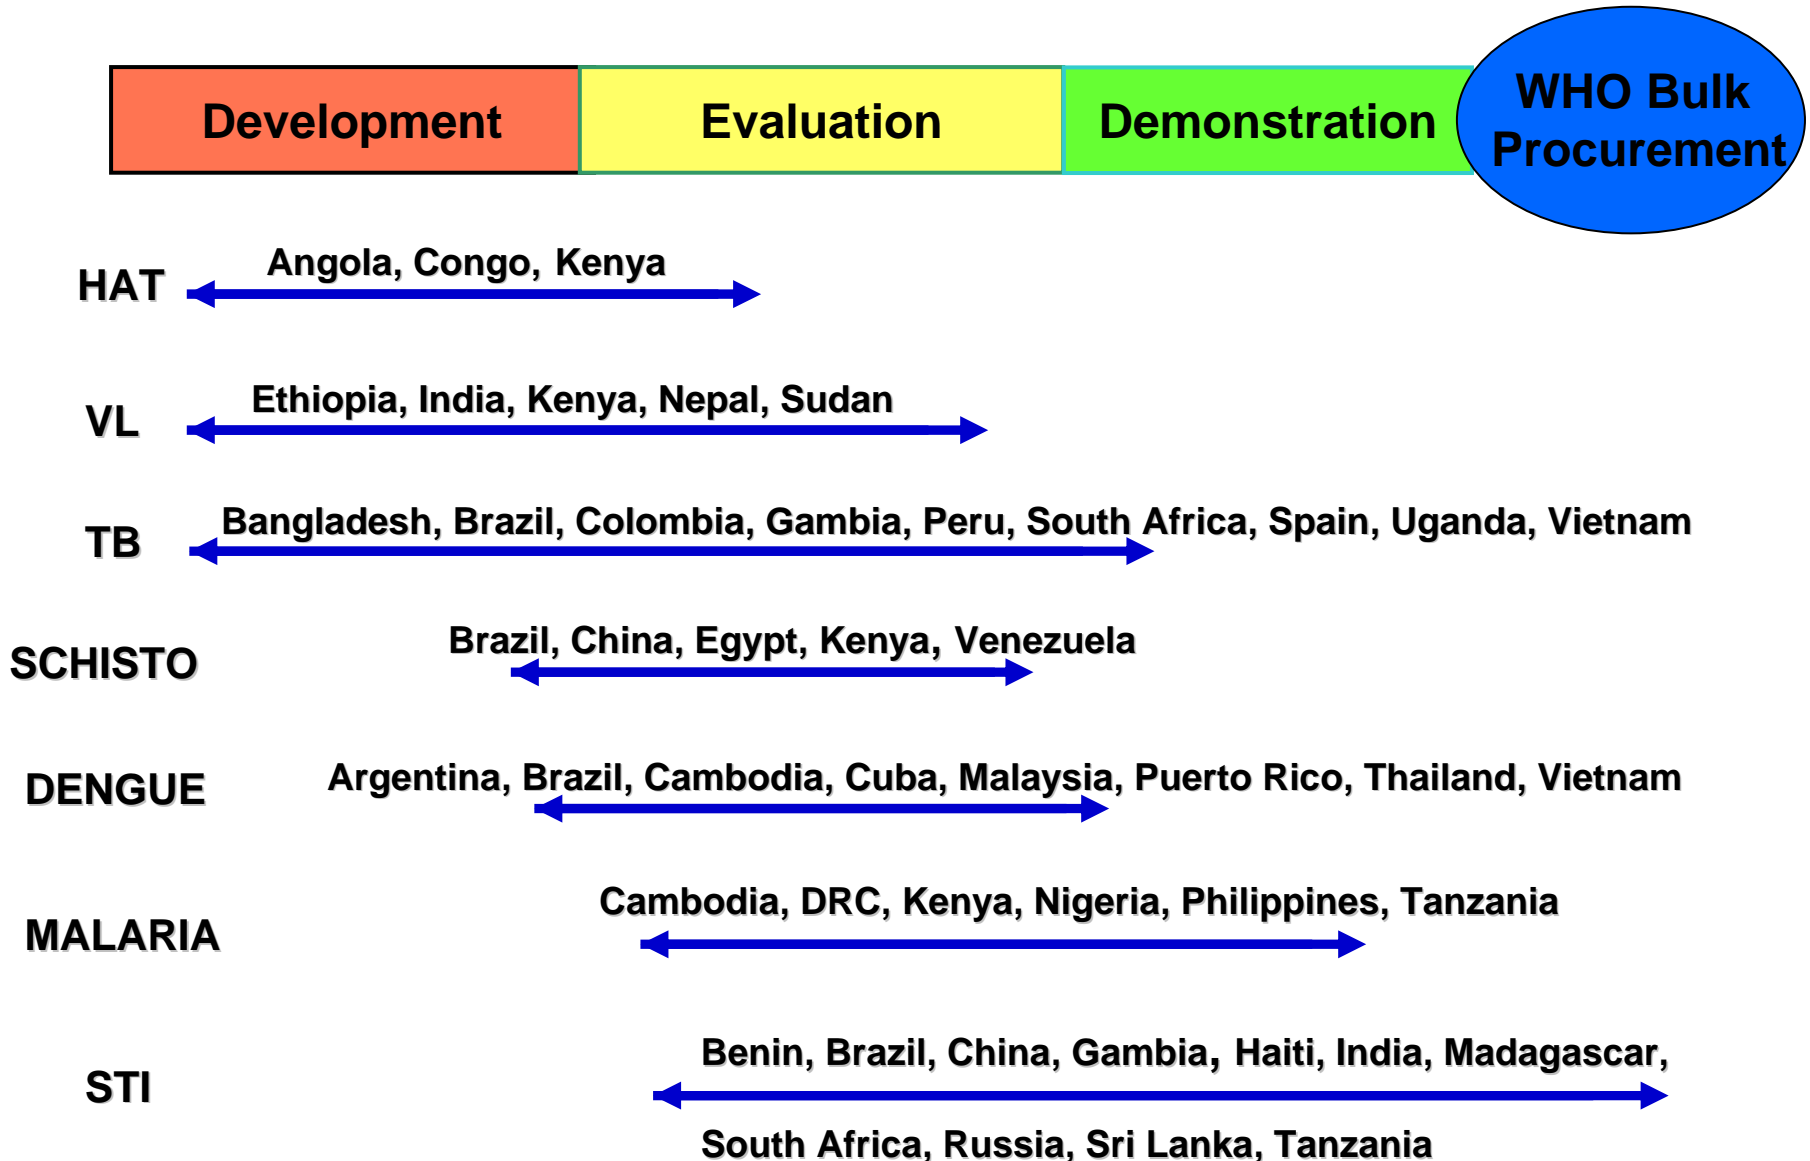 Development
Evaluation
Demonstration
WHO Bulk
Procurement
HAT
Angola, Congo, Kenya
VL
Ethiopia, India, Kenya, Nepal, Sudan
TB
Bangladesh, Brazil, Colombia, Gambia, Peru, South Africa, Spain, Uganda, Vietnam
SCHISTO
Brazil, China, Egypt, Kenya, Venezuela
DENGUE
Argentina, Brazil, Cambodia, Cuba, Malaysia, Puerto Rico, Thailand, Vietnam
MALARIA
Cambodia, DRC, Kenya, Nigeria, Philippines, Tanzania
STI
Benin, Brazil, China, Gambia, Haiti, India, Madagascar,
South Africa, Russia, Sri Lanka, Tanzania